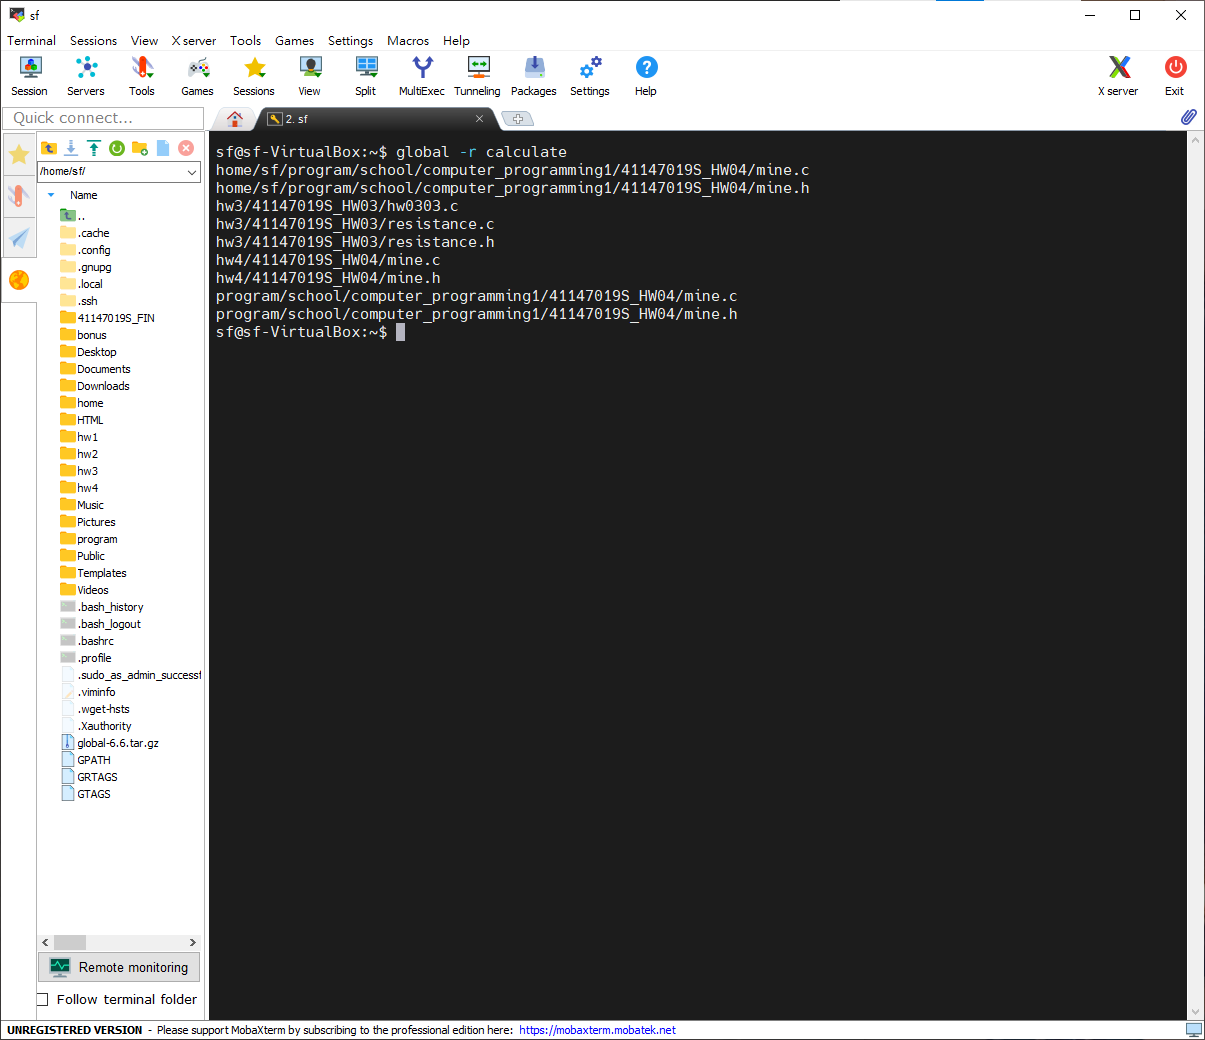 sf
Terminal Sessions View X server Tools Games Settings Macros Help
Session Servers Tools Games Sessions View Split MultiExec Tunneling Packages Settings Help X server Exit
Quick connect...
2. sf
/home/sf/
Name
..
.cache
.config
.gnupg
.local
.ssh
41147019S_FIN
bonus
Desktop
Documents
Downloads
home
HTML
hw1
hw2
hw3
hw4
Music
Pictures
program
Public
Templates
Videos
.bash_history
.bash_logout
.bashrc
.profile
.sudo_as_admin_successf
.viminfo
.wget-hsts
.Xauthority
global-6.6.tar.gz
GPATH
GRTAGS
GTAGS
Remote monitoring
Follow terminal folder
sf@sf-VirtualBox:~$ global -r calculate
home/sf/program/school/computer_programming1/41147019S_HW04/mine.c
home/sf/program/school/computer_programming1/41147019S_HW04/mine.h
hw3/41147019S_HW03/hw0303.c
hw3/41147019S_HW03/resistance.c
hw3/41147019S_HW03/resistance.h
hw4/41147019S_HW04/mine.c
hw4/41147019S_HW04/mine.h
program/school/computer_programming1/41147019S_HW04/mine.c
program/school/computer_programming1/41147019S_HW04/mine.h
sf@sf-VirtualBox:~$
UNREGISTERED VERSION - Please support MobaXterm by subscribing to the professional edition here: https://mobaxterm.mobatek.net